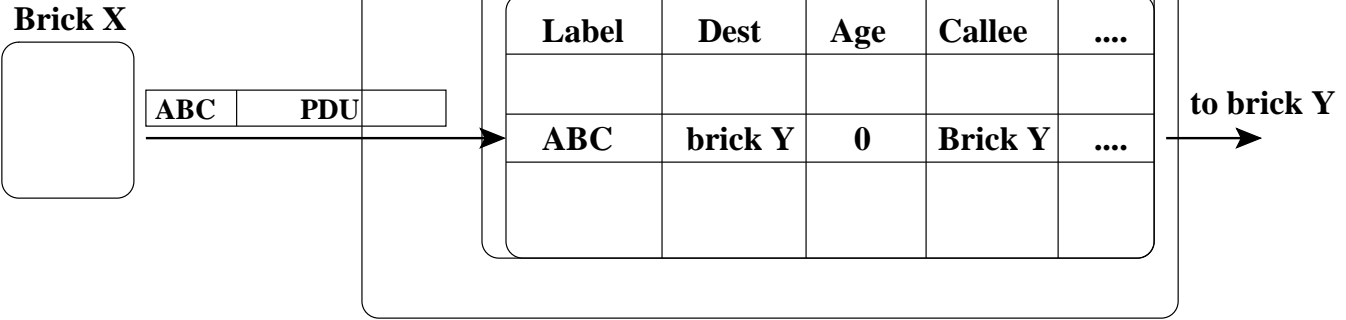 Brick X
Label Dest Age Callee ....
ABC PDU
to brick Y
ABC brick Y 0 Brick Y ....